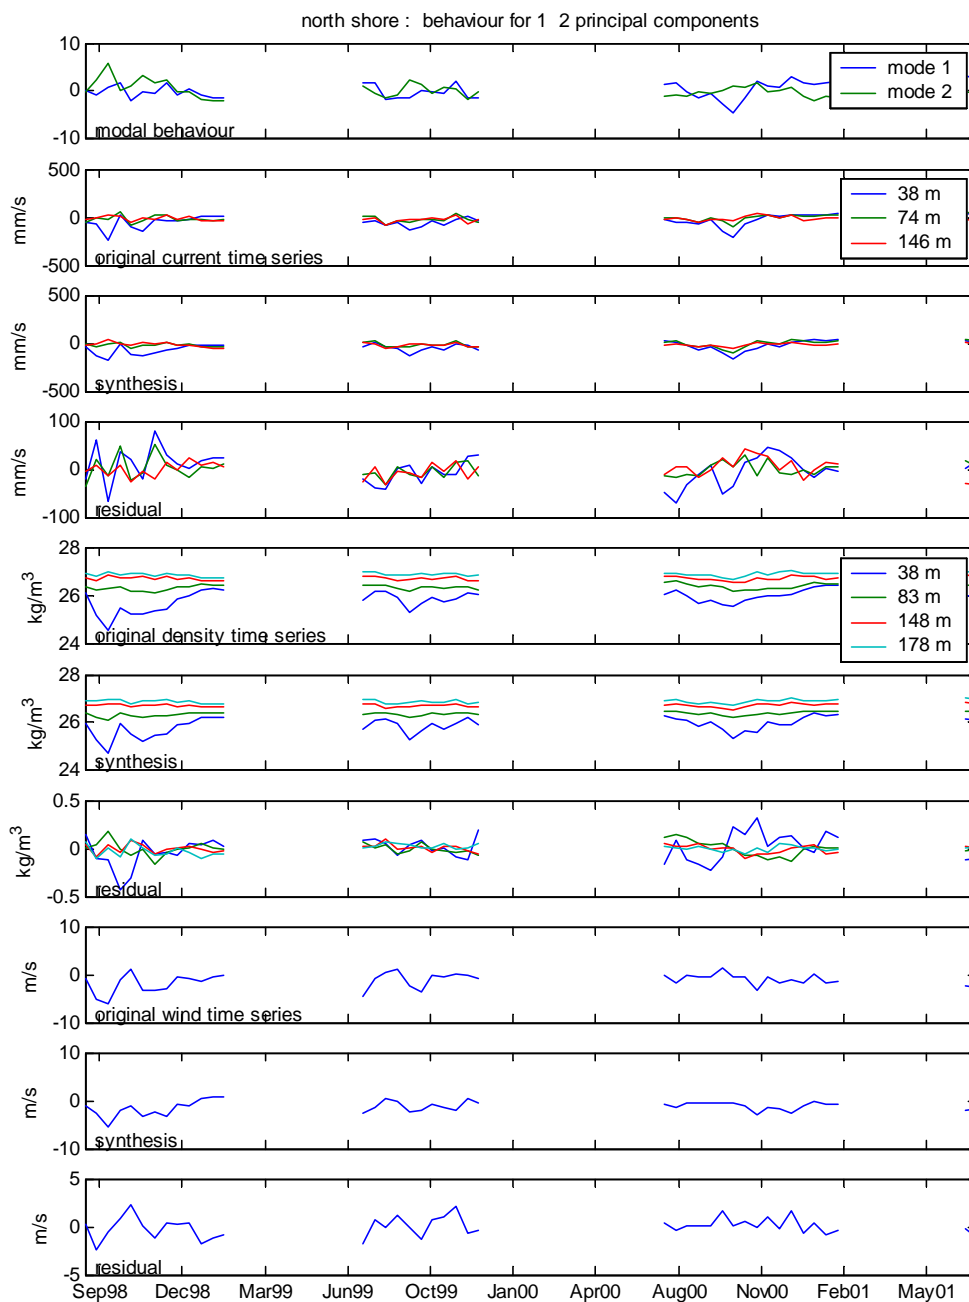 north shore : behaviour for 1 2 principal components
10
0
-10
modal behaviour
mode 1
mode 2
500
0
-500
mm/s
original current time series
38 m
74 m
146 m
500
0
-500
mm/s
synthesis
100
0
-100
mm/s
residual
28
26
24
kg/m3
original density time series
38 m
83 m
148 m
178 m
28
26
24
kg/m3
synthesis
0.5
0
-0.5
kg/m3
residual
10
0
-10
m/s
original wind time series
10
0
-10
m/s
synthesis
5
0
-5
m/s
residual
Sep98 Dec98 Mar99 Jun99 Oct99 Jan00 Apr00 Aug00 Nov00 Feb01 May01